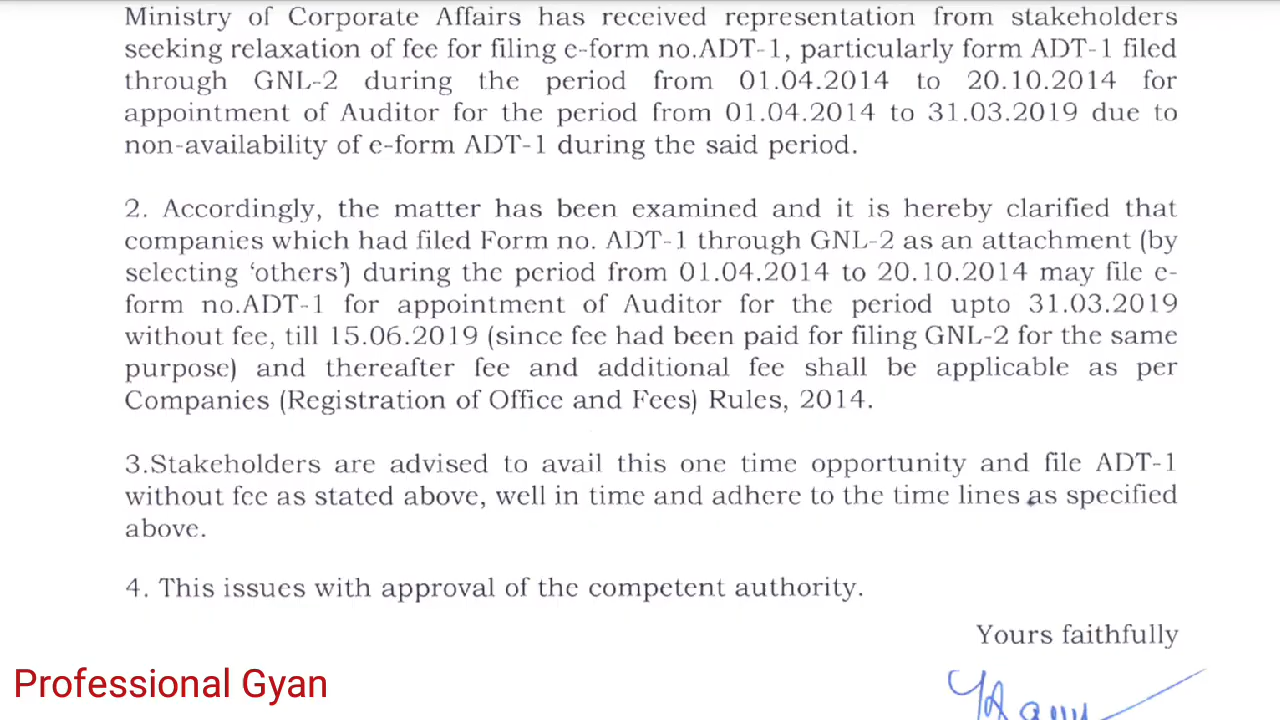 Ministry of Corporate Affairs has received representation from stakeholders
seeking relaxation of fee for filing e-form no.ADT-1, particularly form ADT-1 filed
through GNL-2 during the period from 01.04.2014 to 20.10.2014 for
appointment of Auditor for the period from 01.04.2014 to 31.03.2019 due to
non-availability of e-form ADT-1 during the said period.
2. Accordingly, the matter has been examined and it is hereby clarified that
companies which had filed Form no. ADT-1 through GNL-2 as an attachment (by
selecting 'others') during the period from 01.04.2014 to 20.10.2014 may file e-
form no.ADT-1 for appointment of Auditor for the period upto 31.03.2019
without fee, till 15.06.2019 (since fee had been paid for filing GNL-2 for the same
purpose) and thereafter fee and additional fee shall be applicable as per
Companies (Registration of Office and Fees) Rules, 2014.
3.Stakeholders are advised to avail this one time opportunity and file ADT-1
without fee as stated above, well in time and adhere to the time lines as specified
above.
4. This issues with approval of the competent authority.
Yours faithfully
Professional Gyan